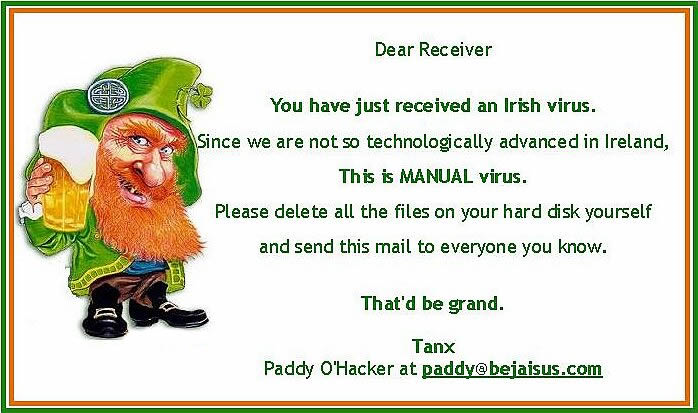 Dear Receiver
You have just received an Irish virus.
Since we are not so technologically advanced in Ireland,
This is MANUAL virus.
Please delete all the files on your hard disk yourself
and send this mail to everyone you know.
That'd be grand.
Tanx
Paddy O'Hacker at paddy@bejaisus.com